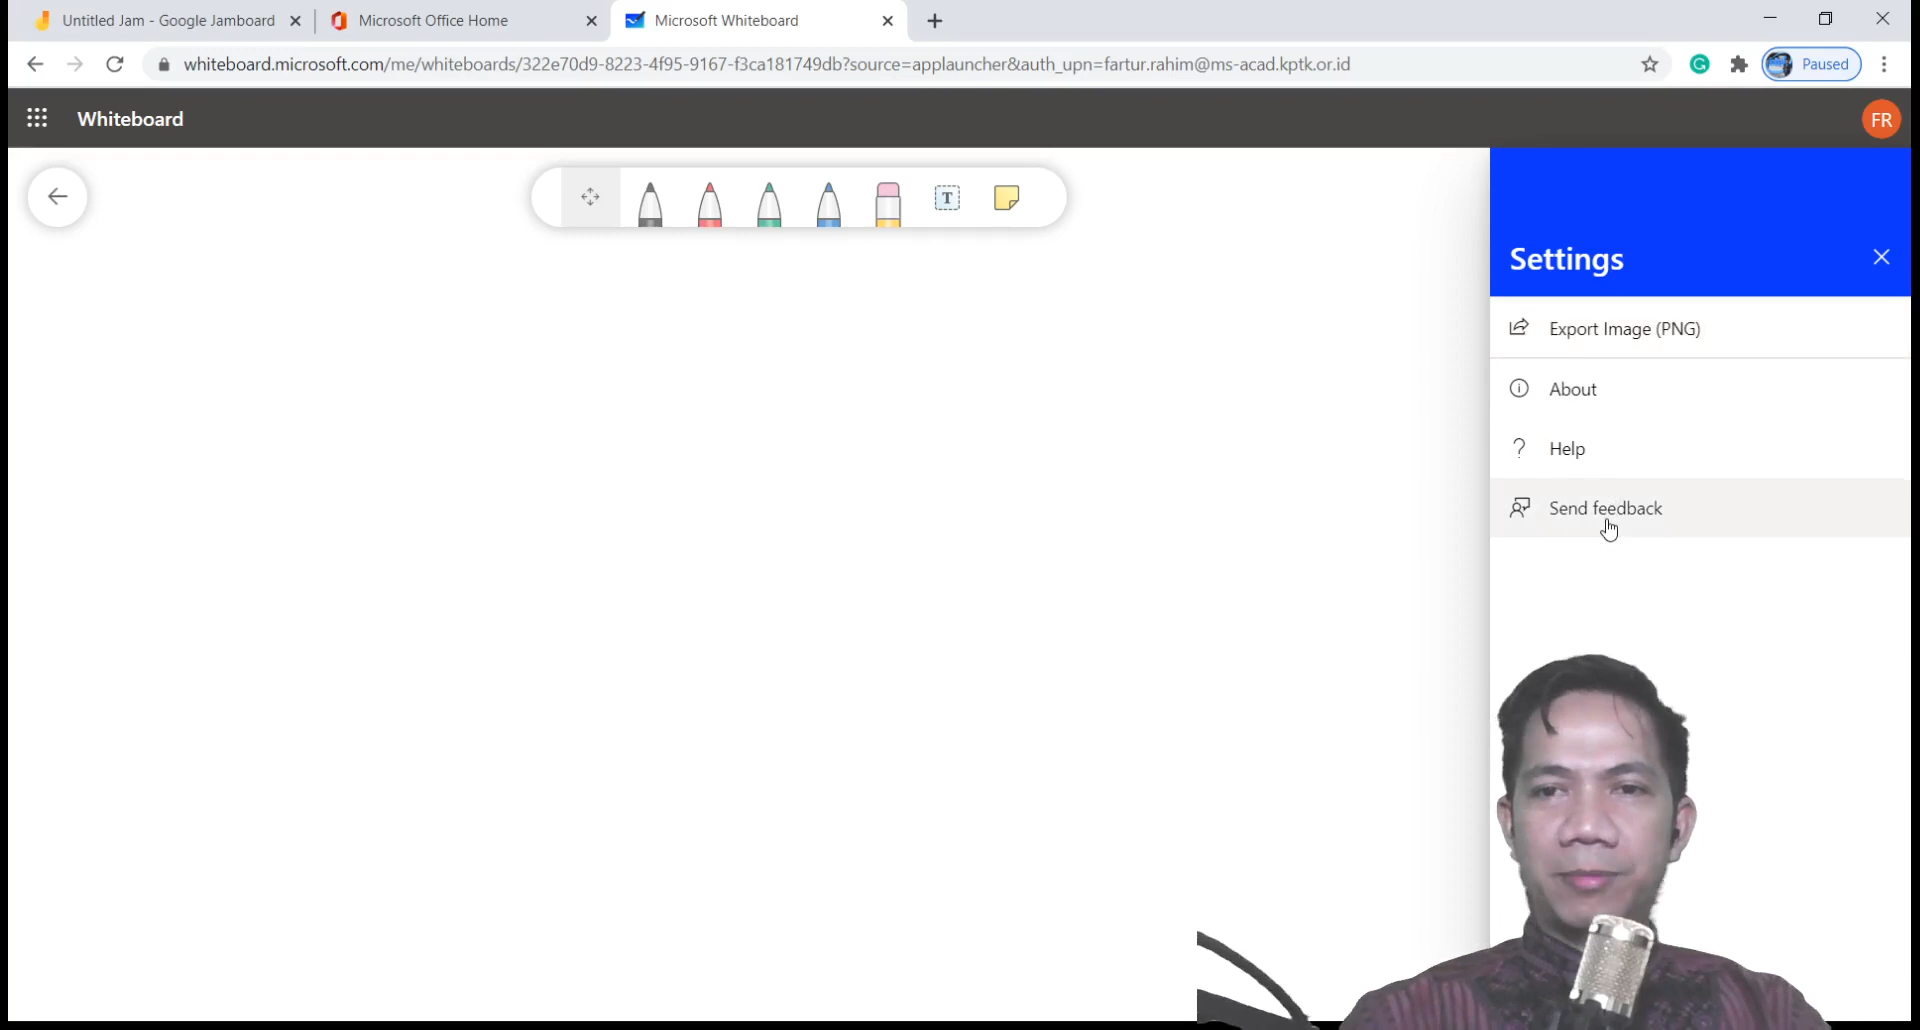 Untitled Jam - Google Jamboard
Microsoft Office Home
Microsoft Whiteboard
whiteboard.microsoft.com/me/whiteboards/322e70d9-8223-4f95-9167-f3ca181749db?source=applauncher&auth_upn=fartur.rahim@ms-acad.kptk.or.id
G
Paused
Whiteboard
FR
T
Settings
Export Image (PNG)
About
Help
Send feedback